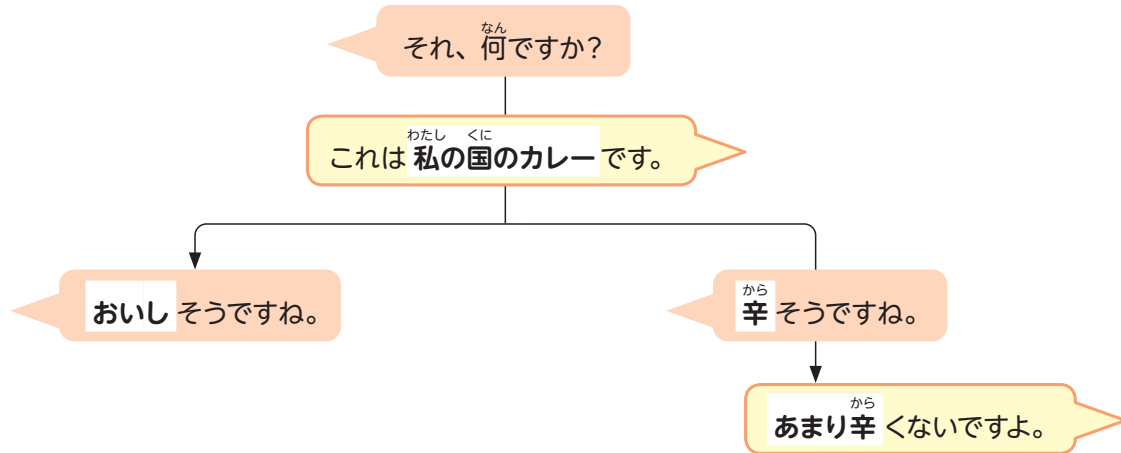 なん
それ、何ですか？
わたし くに
これは私の国のカレーです。
おいしそうですね。
から
辛そうですね。
から
あまり辛くないですよ。